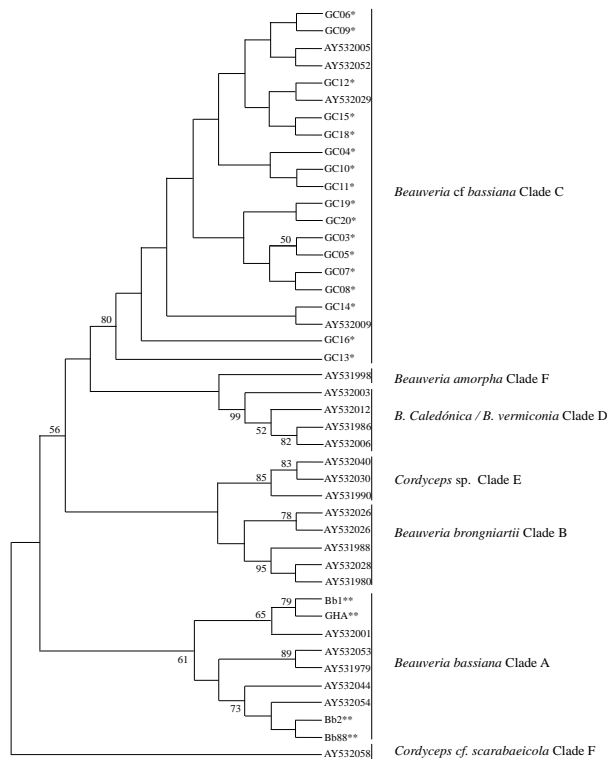 GC06*
GC09*
AY532005
AY532052
GC12*
AY532029
GC15*
GC18*
GC04*
GC10*
GC11*
Beauveria cf bassiana Clade C
GC19*
GC20*
50
GC03*
GC05*
GC07*
GC08*
GC14*
80
AY532009
GC16*
GC13*
AY531998
Beauveria amorpha Clade F
AY532003
99
AY532012
B. Caledónica / B. vermiconia Clade D
52
AY531986
82
AY532006
56
AY532040
83
AY532030
85
Cordyceps sp. Clade E
AY531990
78
AY532026
AY532026
Beauveria brongniartii Clade B
AY531988
95
AY532028
AY531980
79
Bb1**
GHA**
65
AY532001
61
89
AY532053
AY531979
Beauveria bassiana Clade A
AY532044
73
AY532054
Bb2**
Bb88**
AY532058
Cordyceps cf. scarabaeicola Clade F